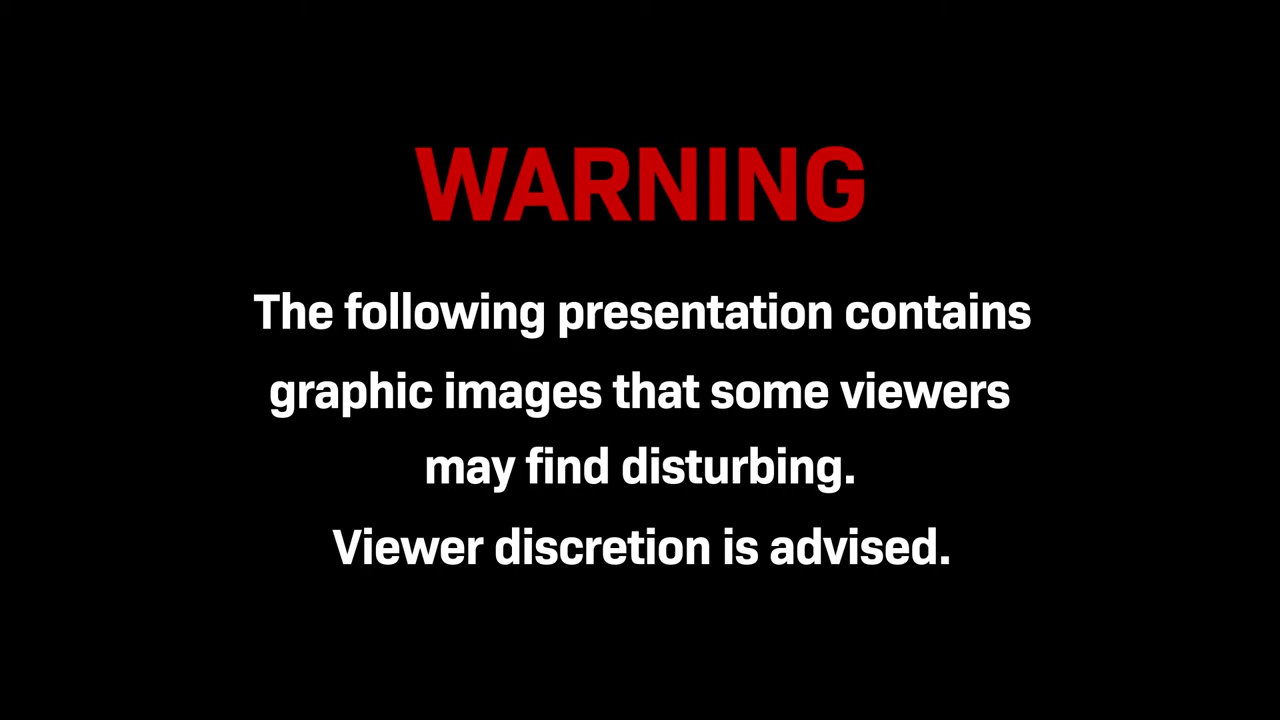 WARNING
The following presentation contains
graphic images that some viewers
may find disturbing.
Viewer discretion is advised.